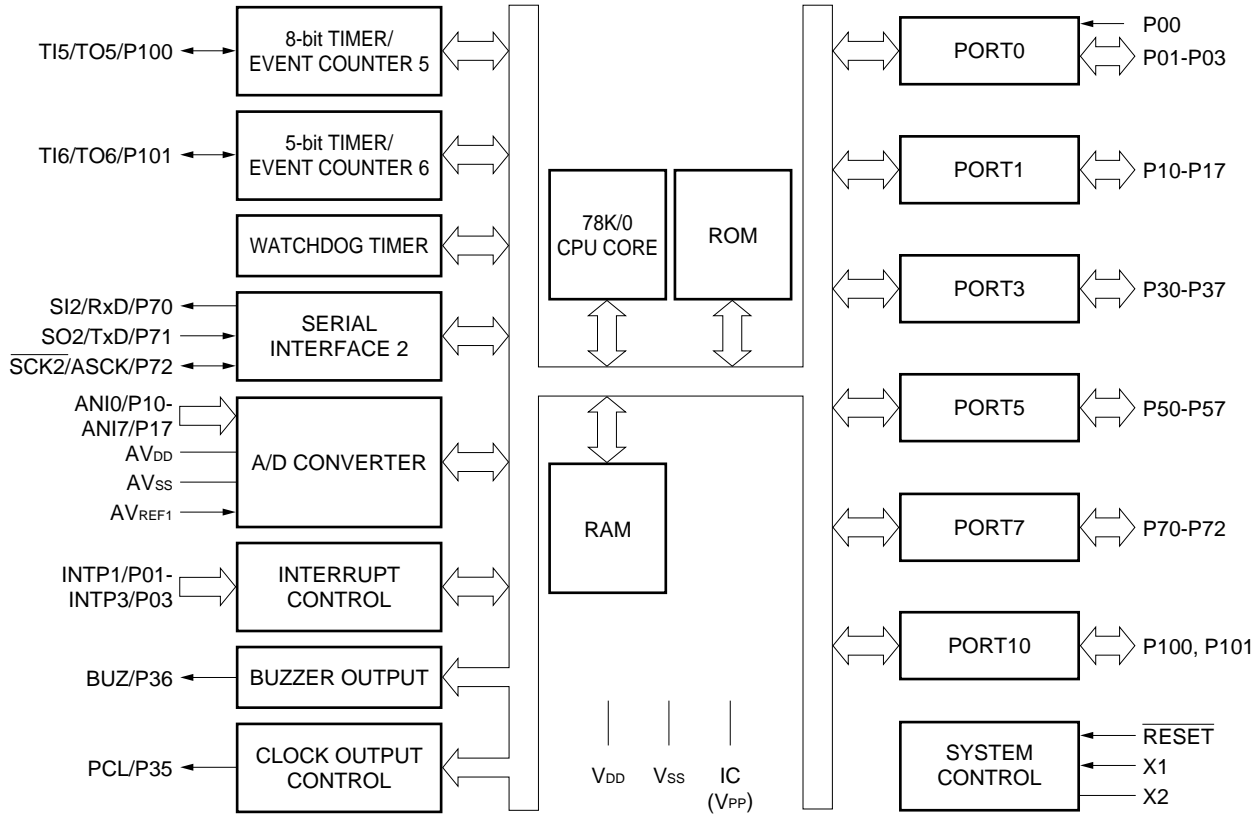 TI5/TO5/P100
8-bit TIMER/
EVENT COUNTER 5
TI6/TO6/P101
5-bit TIMER/
EVENT COUNTER 6
WATCHDOG TIMER
SI2/RxD/P70
SO2/TxD/P71
SCK2/ASCK/P72
SERIAL
INTERFACE 2
ANI0/P10-
ANI7/P17
AVDD
AVSS
AVREF1
A/D CONVERTER
INTP1/P01-
INTP3/P03
INTERRUPT
CONTROL
BUZ/P36
BUZZER OUTPUT
PCL/P35
CLOCK OUTPUT
CONTROL
78K/0
CPU CORE
ROM
RAM
VDD
VSS
IC
(VPP)
PORT0
P00
P01-P03
PORT1
P10-P17
PORT3
P30-P37
PORT5
P50-P57
PORT7
P70-P72
PORT10
P100, P101
SYSTEM
CONTROL
RESET
X1
X2